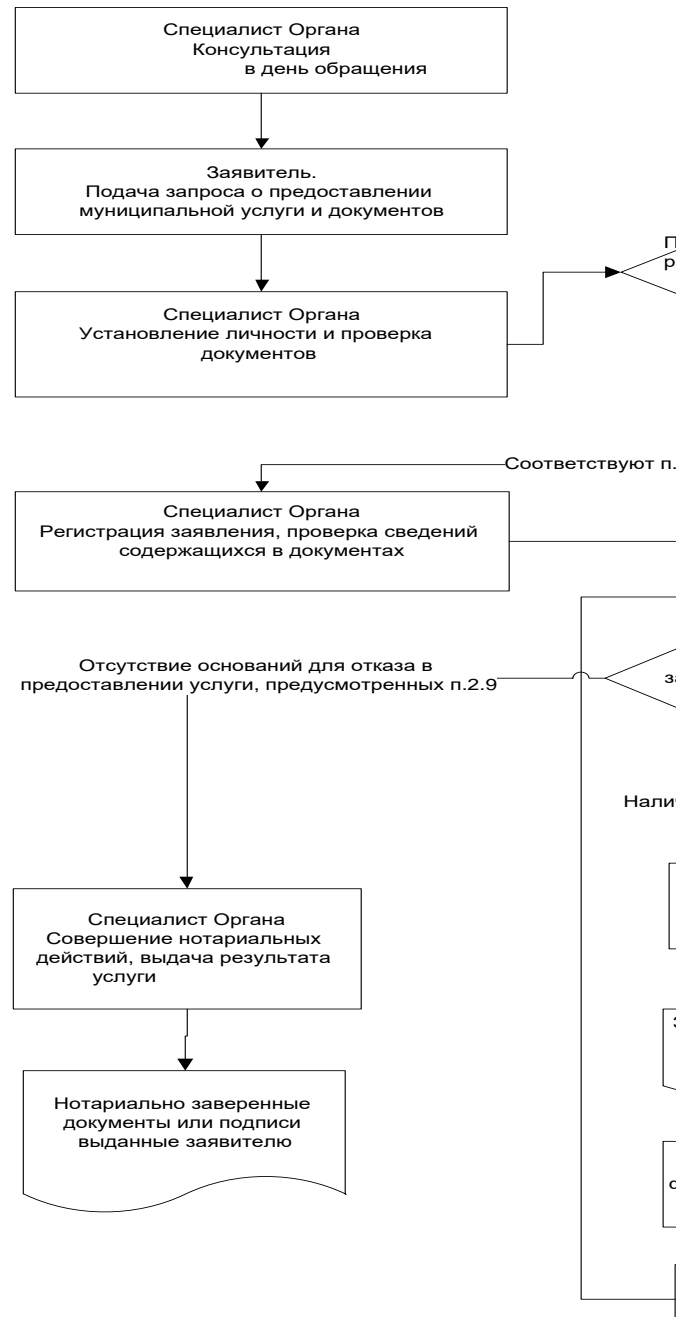 Специалист Органа
Консультация
в день обращения
Заявитель.
Подача запроса о предоставлении
муниципальной услуги и документов
Специалист Органа
Установление личности и проверка
документов
Соответствуют п.
Специалист Органа
Регистрация заявления, проверка сведений
содержащихся в документах
Отсутствие оснований для отказа в
предоставлении услуги, предусмотренных п.2.9
Специалист Органа
Совершение нотариальных
действий, выдача результата
услуги
Нотариально заверенные
документы или подписи
выданные заявителю